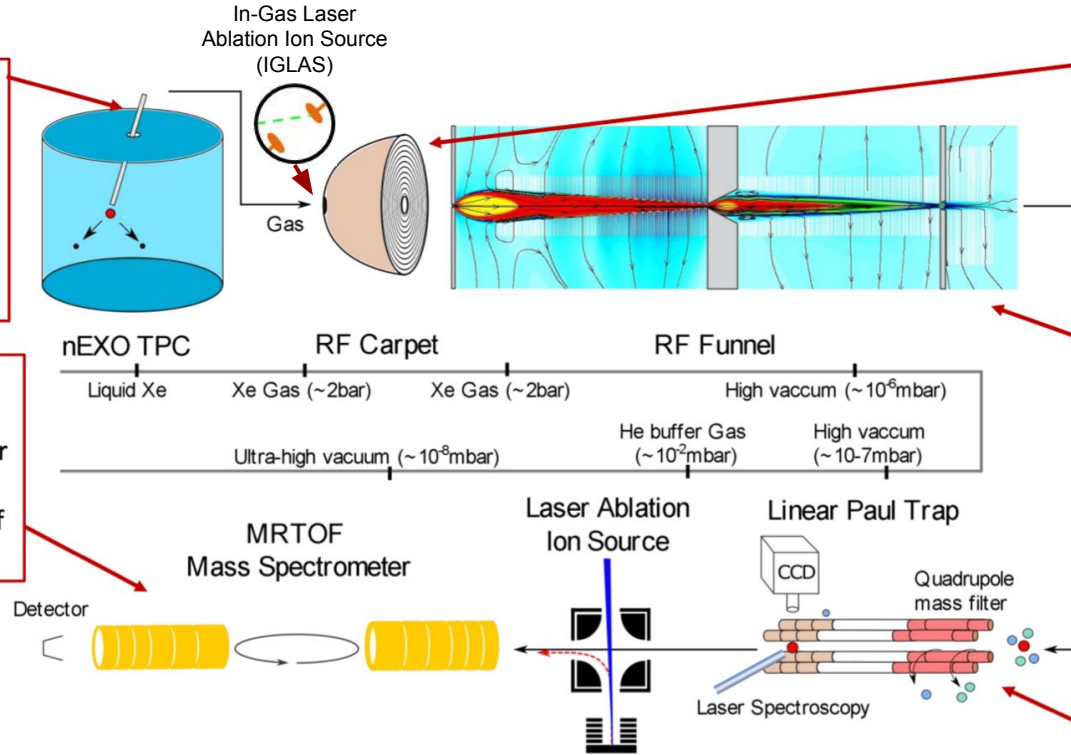 In-Gas Laser
Ablation Ion Source
(IGLAS)
Gas
nEXO TPC
RF Carpet
RF Funnel
Liquid Xe
Xe Gas (~2bar)
Xe Gas (~2bar)
High vaccum (~10-6mbar)
Ultra-high vacuum (~10-8mbar)
He buffer Gas
(~10-2mbar)
High vaccum
(~10-7mbar)
MRTOF
Mass Spectrometer
Laser Ablation
Ion Source
Linear Paul Trap
CCD
Quadrupole
mass filter
Detector
Laser Spectroscopy
r
f